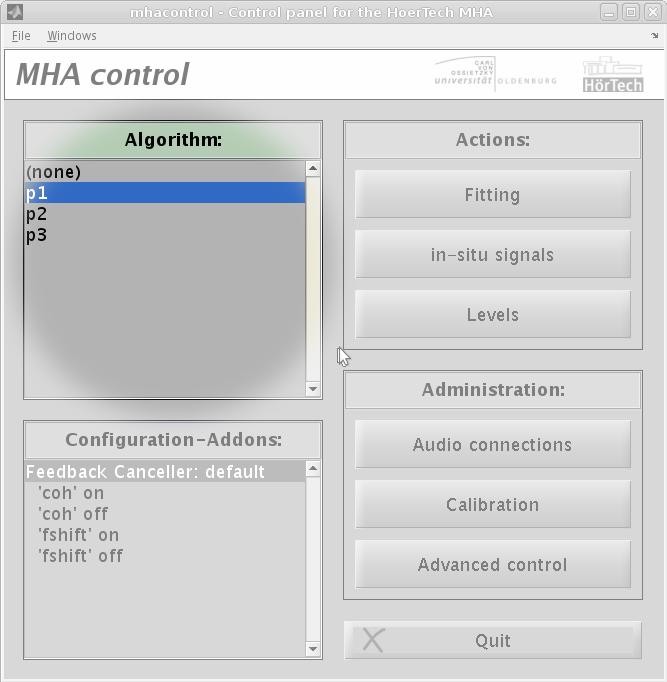 mhacontrol - Control panel for the HoerTech MHA
File Windows
MHA control
CARL
VON
OSSIETZKY
universität OLDENBURG
HörTech
Algorithm:
(none)
p1
p2
p3
Configuration-Addons:
Feedback Canceller: default
'coh' on
'coh' off
'fshift' on
'fshift' off
Actions:
Fitting
in-situ signals
Levels
Administration:
Audio connections
Calibration
Advanced control
Quit